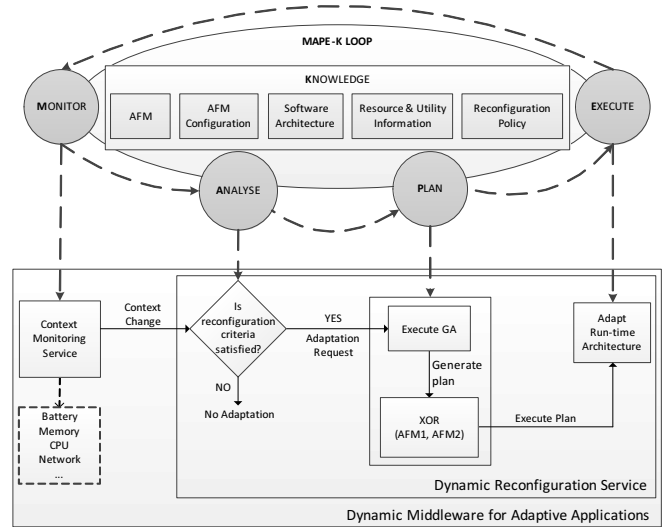 MAPE-K LOOP
KNOWLEDGE
MONITOR
EXECUTE
AFM
AFM
Configuration
Software
Architecture
Resource & Utility
Information
Reconfiguration
Policy
ANALYSE
PLAN
Context
Monitoring
Service
Context
Change
Is
reconfiguration
criteria
satisfied?
YES
Adaptation
Request
NO
No Adaptation
Execute GA
Generate
plan
XOR
(AFM1, AFM2)
Execute Plan
Adapt
Run-time
Architecture
Battery
Memory
CPU
Network
...
Dynamic Reconfiguration Service
Dynamic Middleware for Adaptive Applications